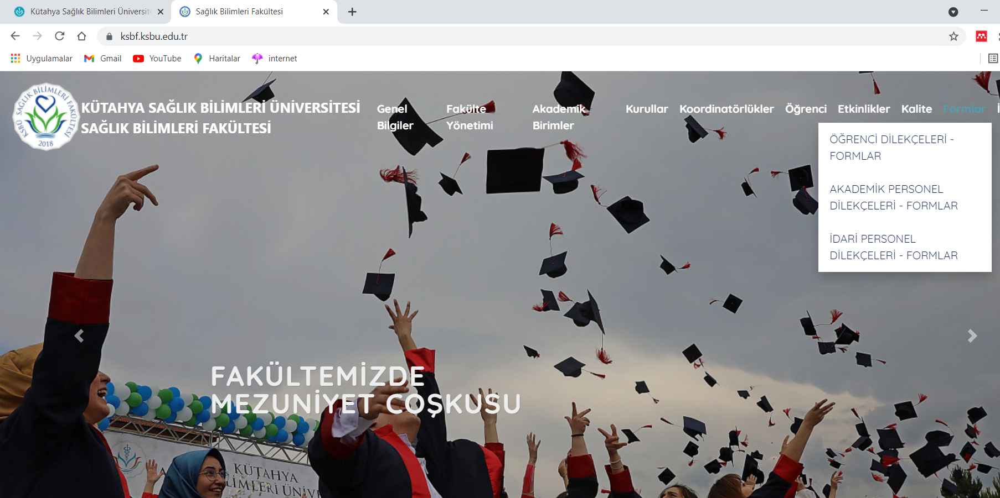 Kütahya Sağlık Bilimleri Üniversite
Sağlık Bilimleri Fakültesi
ksbf.ksbu.edu.tr
Uygulamalar
Gmail
YouTube
Haritalar
internet
KSBÜ SAĞLIK BİLİMLERİ FAKÜLTESİ
2018
KÜTAHYA SAĞLIK BİLİMLERİ ÜNİVERSİTESİ
SAĞLIK BİLİMLERİ FAKÜLTESİ
Genel
Bilgiler
Fakülte
Yönetimi
Akademik
Birimler
Kurullar
Koordinatörlükler
Öğrenci
Etkinlikler
Kalite
Formlar
ÖĞRENCİ DİLEKÇELERİ -
FORMLAR
AKADEMİK PERSONEL
DİLEKÇELERİ - FORMLAR
İDARİ PERSONEL
DİLEKÇELERİ - FORMLAR
FAKÜLTEMİZDE
MEZUNİYET COŞKUSU
KÜTAHYA
BİLİMLERİ ÜNİV